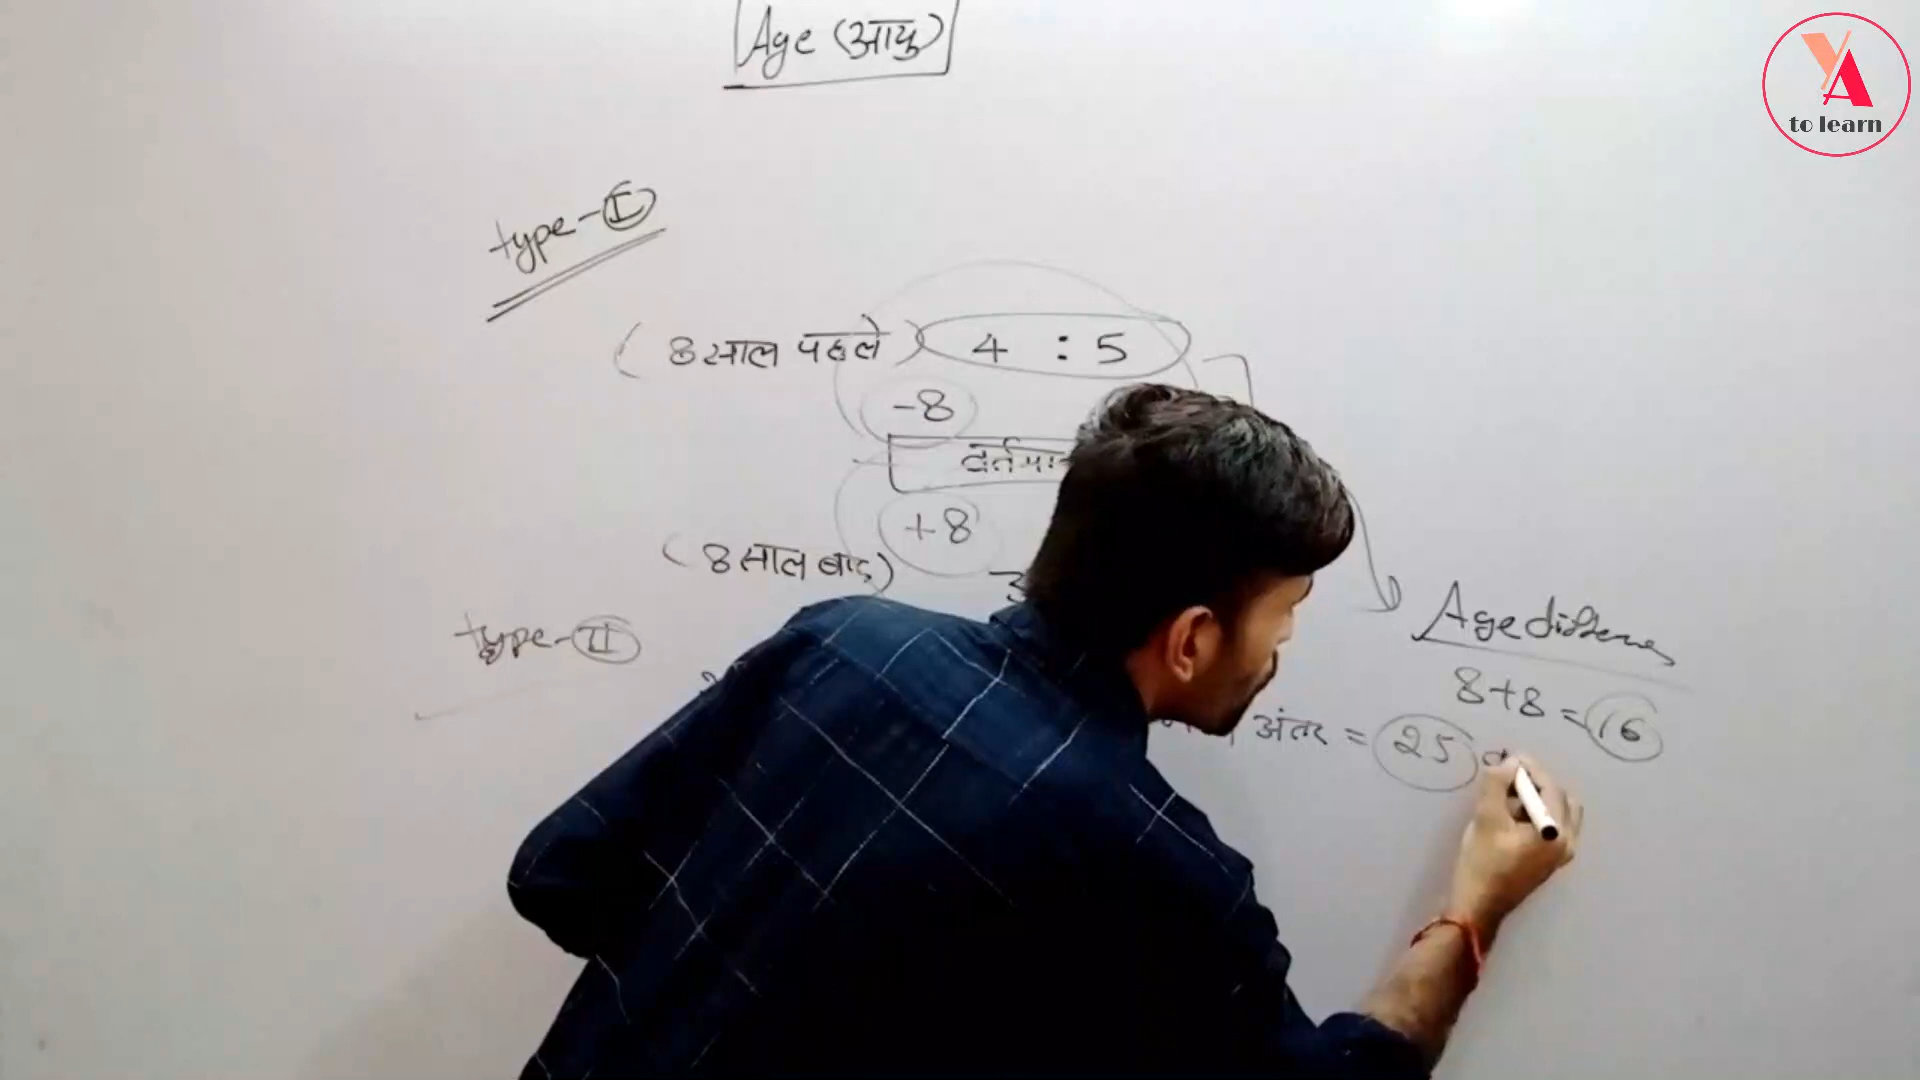 Age (आयु)
YA
to learn
type-I
(8 साल पहले) 4 : 5
-8
+8
(8 साल बाद)
type-II
Age
8+8=16
अंतर = 25